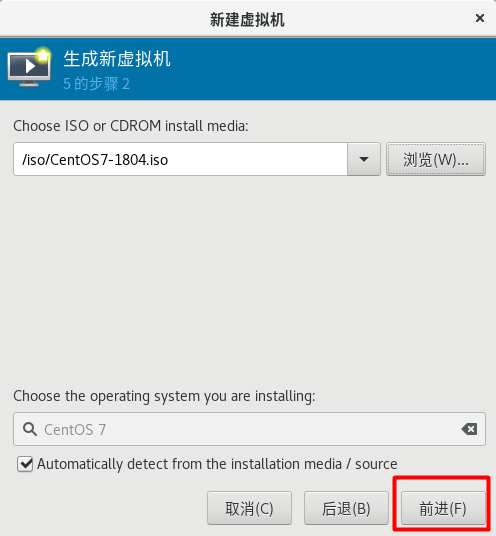 新建虚拟机
×
生成新虚拟机
5 的步骤 2
Choose ISO or CDROM install media:
/iso/CentOS7-1804.iso
浏览(W)...
Choose the operating system you are installing:
CentOS 7
Automatically detect from the installation media / source
取消(C)
后退(B)
前进(F)